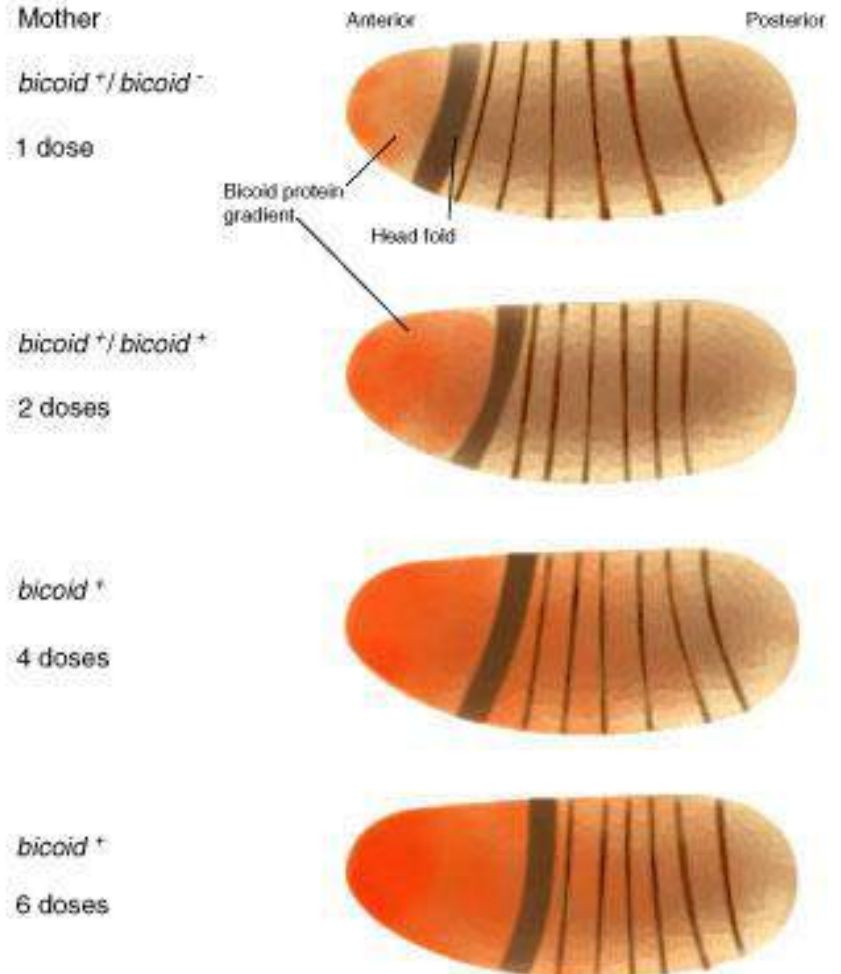 Mother
Anterior
Posterior
bicoid + / bicoid -
1 dose
Bicoid protein
gradient
Head fold
bicoid + / bicoid +
2 doses
bicoid +
4 doses
bicoid +
6 doses